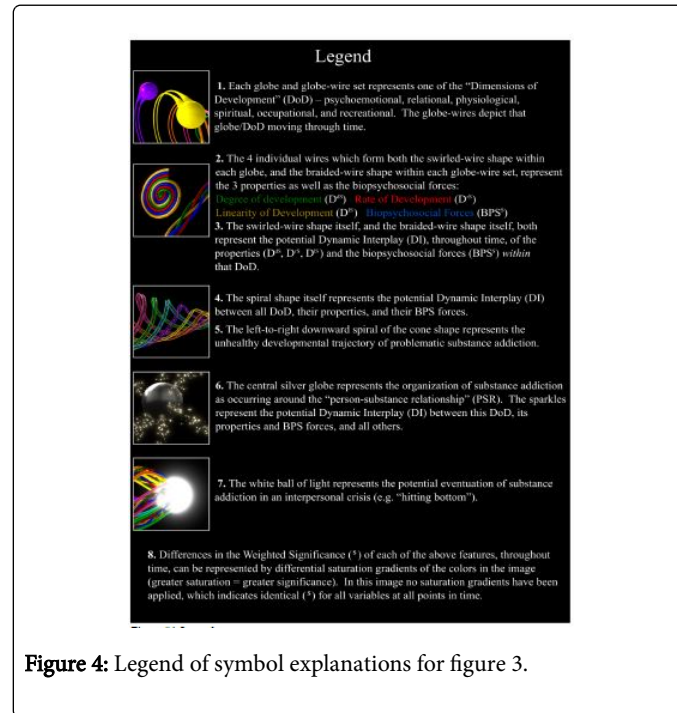 Legend
1. Each globe and globe-wire set represents one of the “Dimensions of
Development” (DoD) – psychoemotional, relational, physiological,
spiritual, occupational, and recreational. The globe-wires depict that
globe/DoD moving through time.
2. The 4 individual wires which form both the swirled-wire shape within
each globe, and the braided-wire shape within each globe-wire set, represent
the 3 properties as well as the biopsychosocial forces:
Degree of development (D) Rate of Development (D)
Linearity of Development (D) Biopsychosocial Forces (BPS)
3. The swirled-wire shape itself, and the braided-wire shape itself, both
represent the potential Dynamic Interplay (DI), throughout time, of the
properties (D, D, D) and the biopsychosocial forces (BPS) within
that DoD.
4. The spiral shape itself represents the potential Dynamic Interplay (DI)
between all DoD, their properties, and their BPS forces.
5. The left-to-right downward spiral of the cone shape represents the
unhealthy developmental trajectory of problematic substance addiction.
6. The central silver globe represents the organization of substance addiction
as occurring around the “person-substance relationship” (PSR). The sparkles
represent the potential Dynamic Interplay (DI) between this DoD, its
properties and BPS forces, and all others.
7. The white ball of light represents the potential eventuation of substance
addiction in an interpersonal crisis (e.g. “hitting bottom”).
8. Differences in the Weighted Significance (ˢ) of each of the above features, throughout
time, can be represented by differential saturation gradients of the colors in the image
(greater saturation = greater significance). In this image no saturation gradients have been
applied, which indicates identical (ˢ) for all variables at all points in time.
Figure 4: Legend of symbol explanations for figure 3.